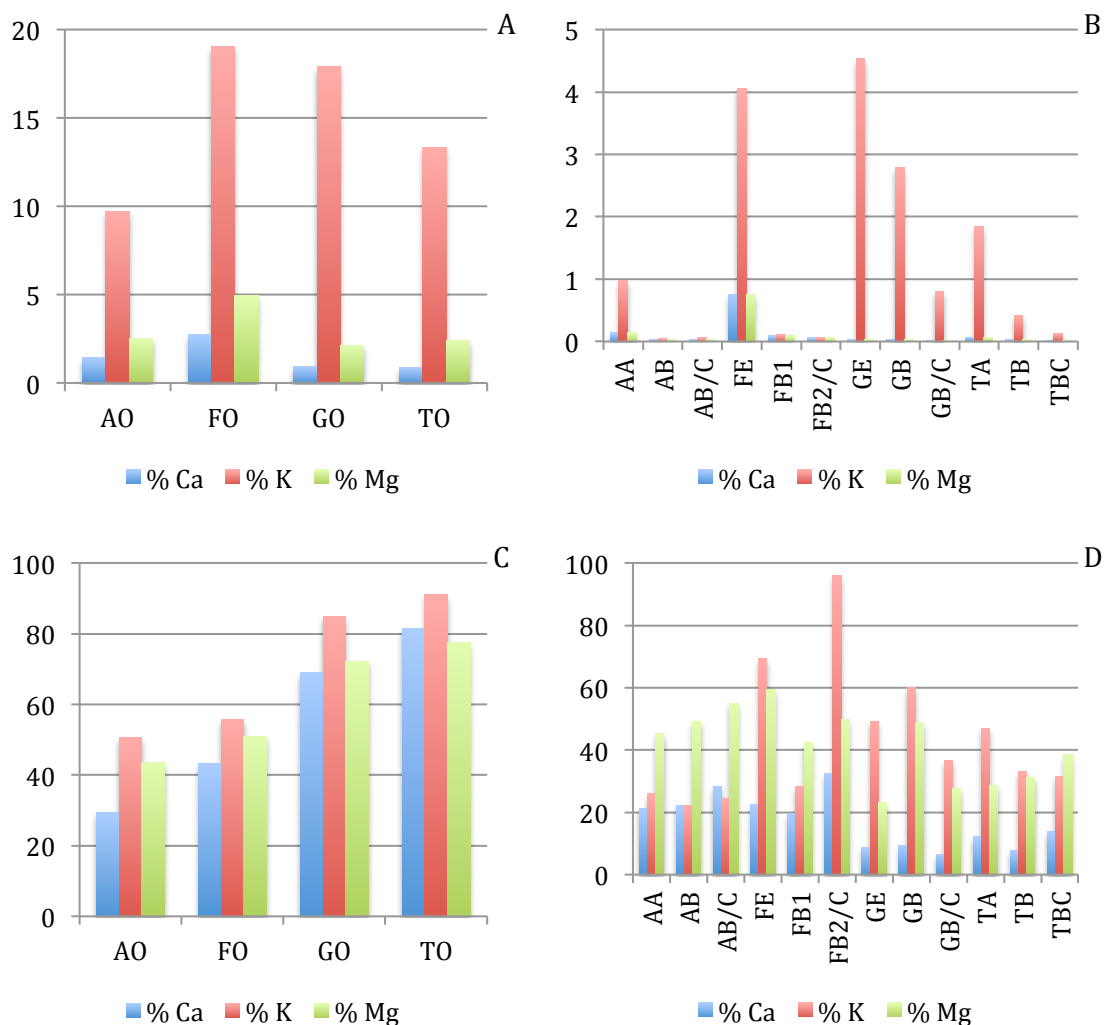 A
20
15
10
5
0
AO FO GO TO
% Ca % K % Mg
B
5
4
3
2
1
0
AA AB AB/C FE FB1 FB2/C GE GB GB/C TA TB TBC
% Ca % K % Mg
C
100
80
60
40
20
0
AO FO GO TO
% Ca % K % Mg
D
100
80
60
40
20
0
AA AB AB/C FE FB1 FB2/C GE GB GB/C TA TB TBC
% Ca % K % Mg